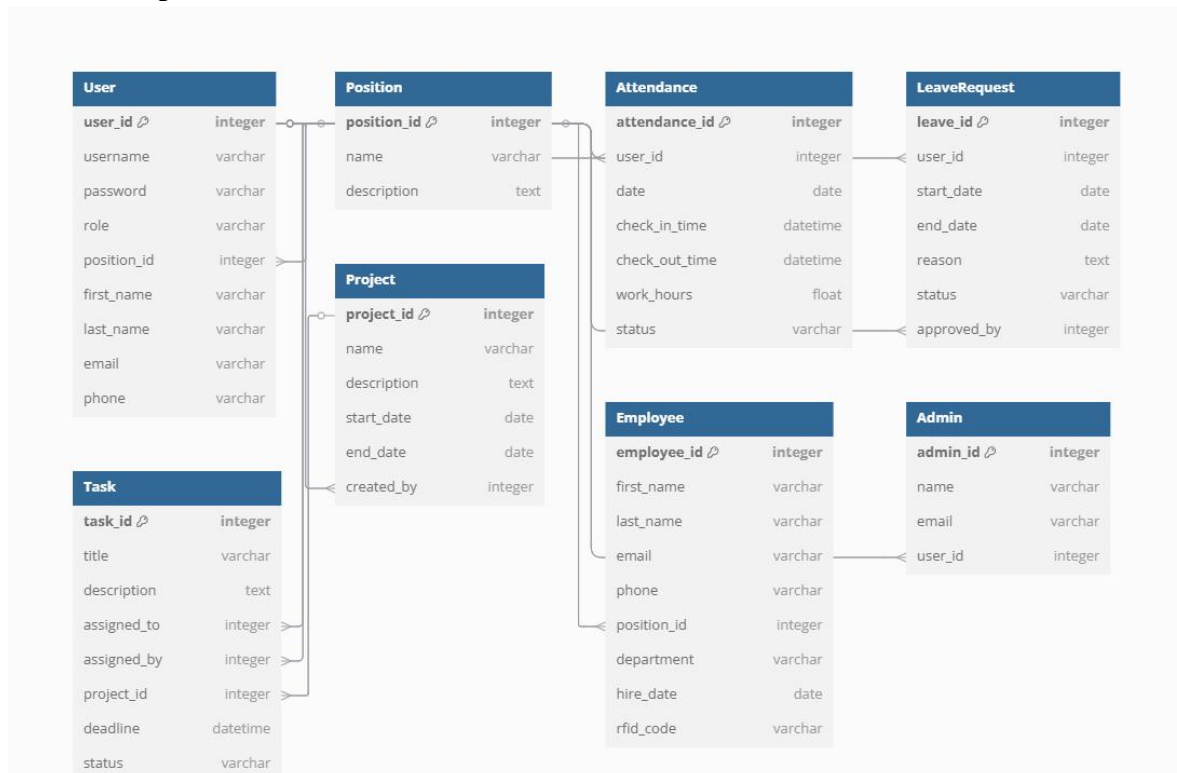 User
user_id integer
username varchar
password varchar
role varchar
position_id integer
first_name varchar
last_name varchar
email varchar
phone varchar
Position
position_id integer
name varchar
description text
Attendance
attendance_id integer
user_id integer
date date
check_in_time datetime
check_out_time datetime
work_hours float
status varchar
LeaveRequest
leave_id integer
user_id integer
start_date date
end_date date
reason text
status varchar
approved_by integer
Project
project_id integer
name varchar
description text
start_date date
end_date date
created_by integer
Task
task_id integer
title varchar
description text
assigned_to integer
assigned_by integer
project_id integer
deadline datetime
status varchar
Employee
employee_id integer
first_name varchar
last_name varchar
email varchar
phone varchar
position_id integer
department varchar
hire_date date
rfid_code varchar
Admin
admin_id integer
name varchar
email varchar
user_id integer